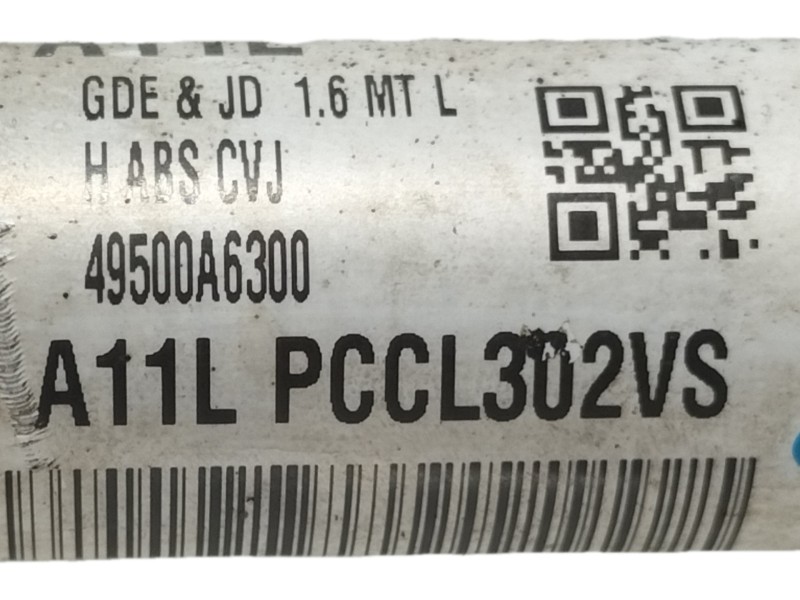 GDE & JD 1.6 MT L
H ABS CVJ
49500A6300
A11L PCCL302VS